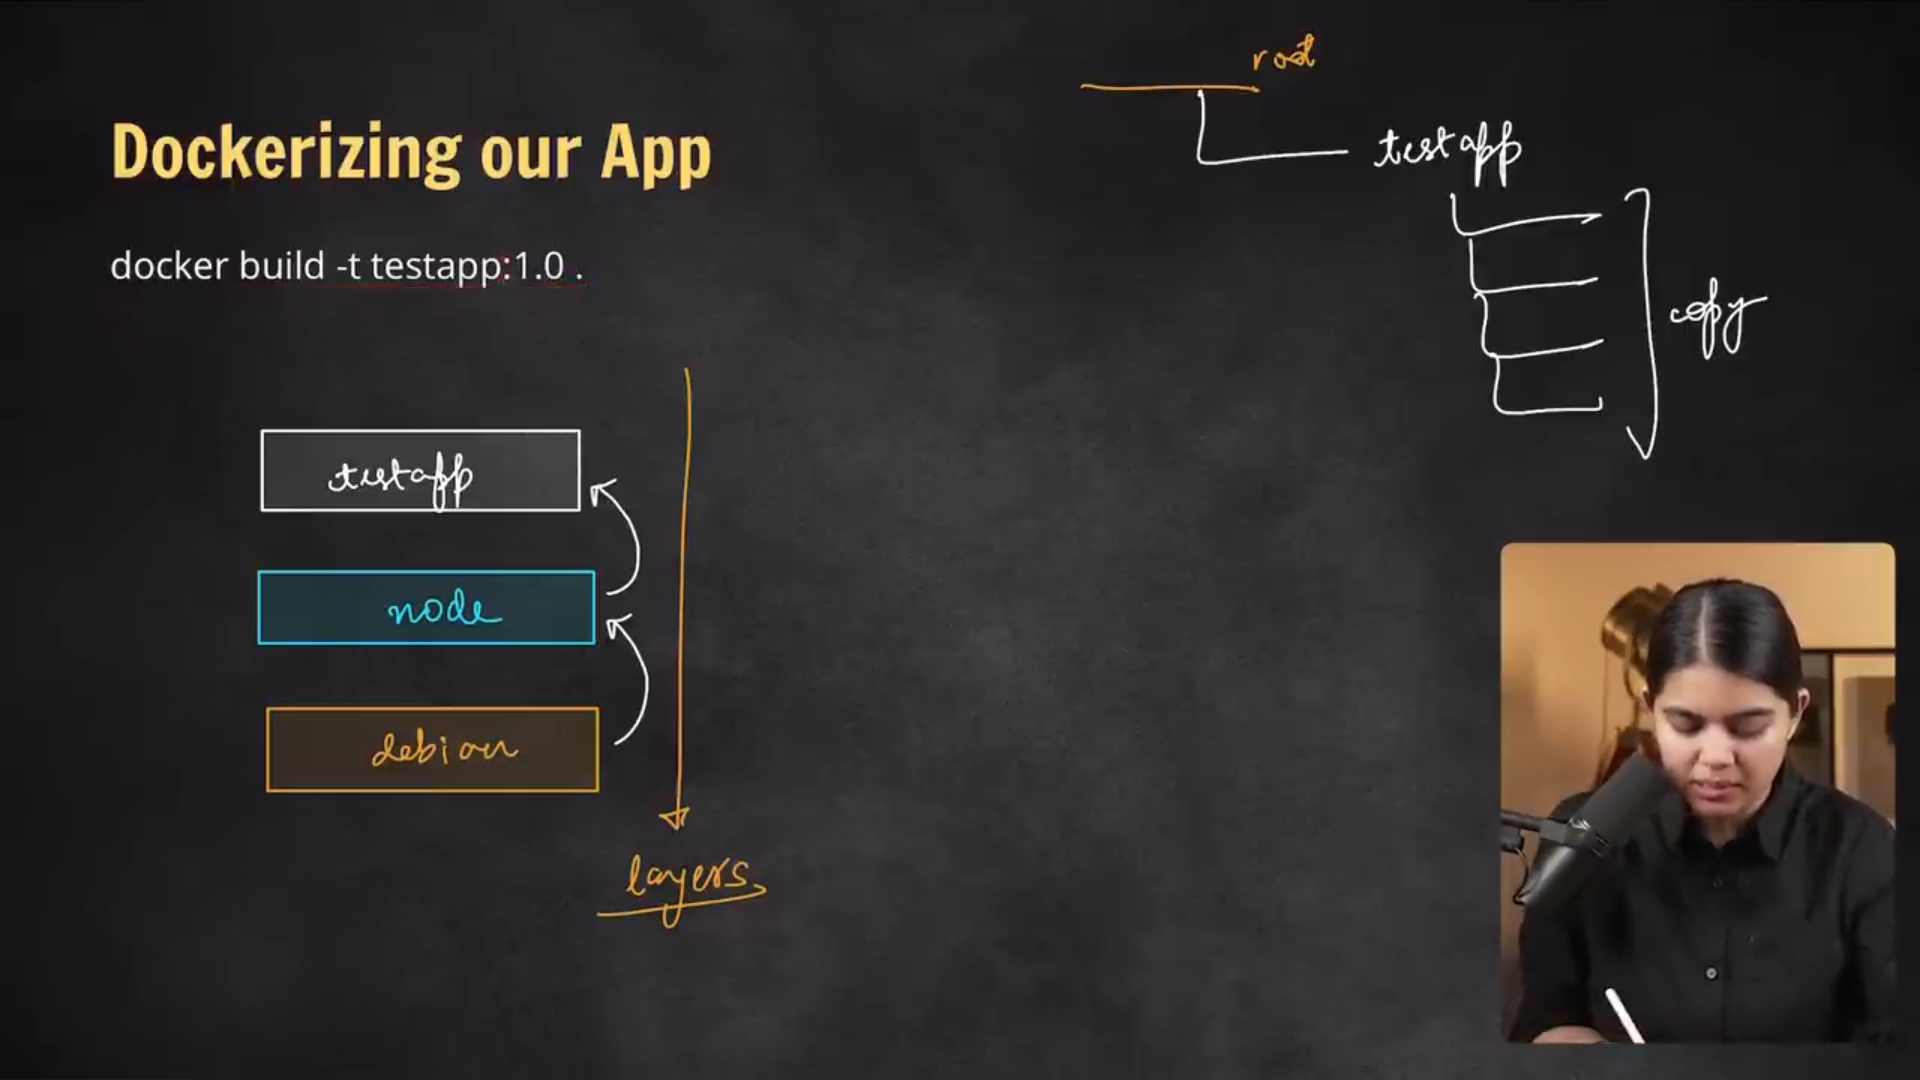 root
testapp
Dockerizing our App
docker build -t testapp:1.0 .
copy
testapp
node
debian
layers